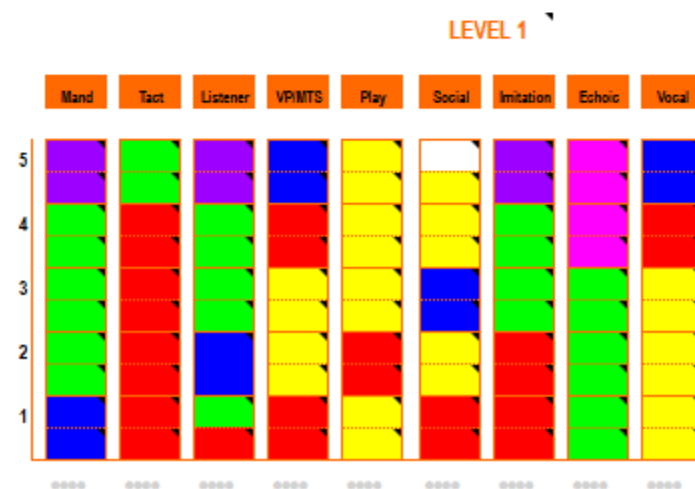 LEVEL 1
Mand Tact Listener VP/MTS Play Social Imitation Echoic Vocal
5
4
3
2
1